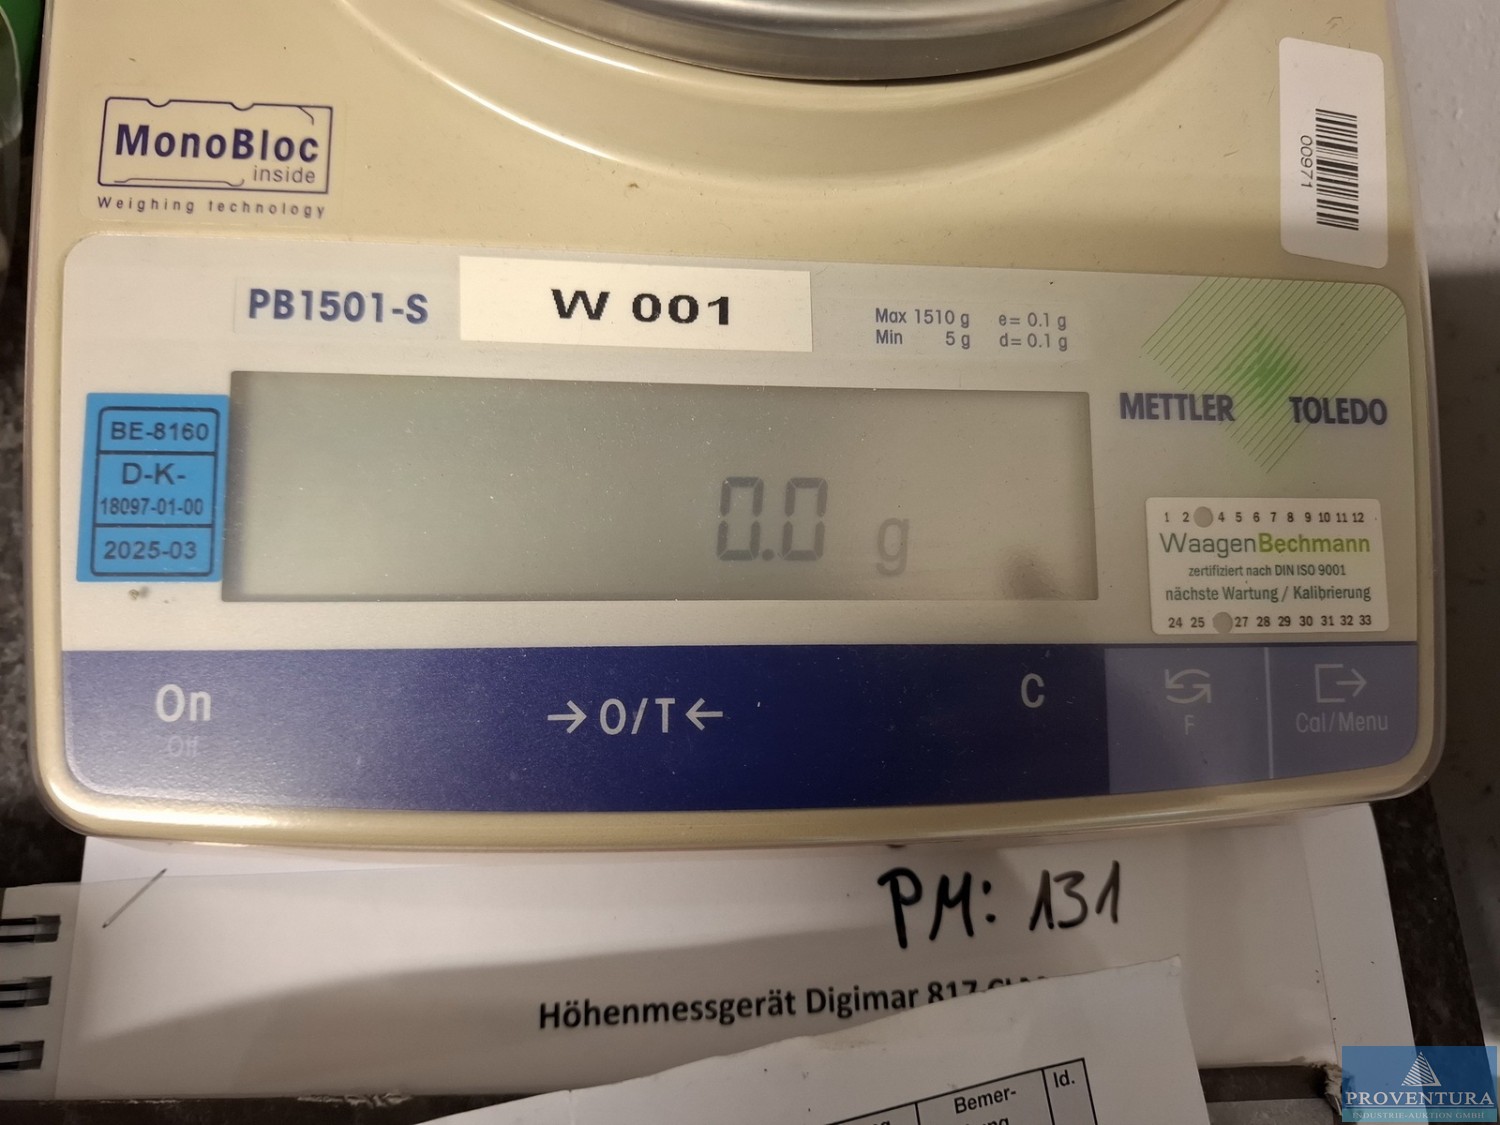 MonoBloc
inside
Weighing technology
00971
PB1501-S
W 001
Max 1510 g e= 0.1 g
Min 5 g d= 0.1 g
METTLER TOLEDO
BE-8160
D-K-
18097-01-00
2025-03
0.0 g
1 2 4 5 6 7 8 9 10 11 12
WaagenBechmann
zertifiziert nach DIN ISO 9001
nächste Wartung / Kalibrierung
24 25 27 28 29 30 31 32 33
On
Off
→O/T←
C
F
Cal/Menu
PM: 131
Höhenmessgerät Digimar 817
Bemer-
Id.
PROVENTURA
INDUSTRIE-AUKTION GMBH